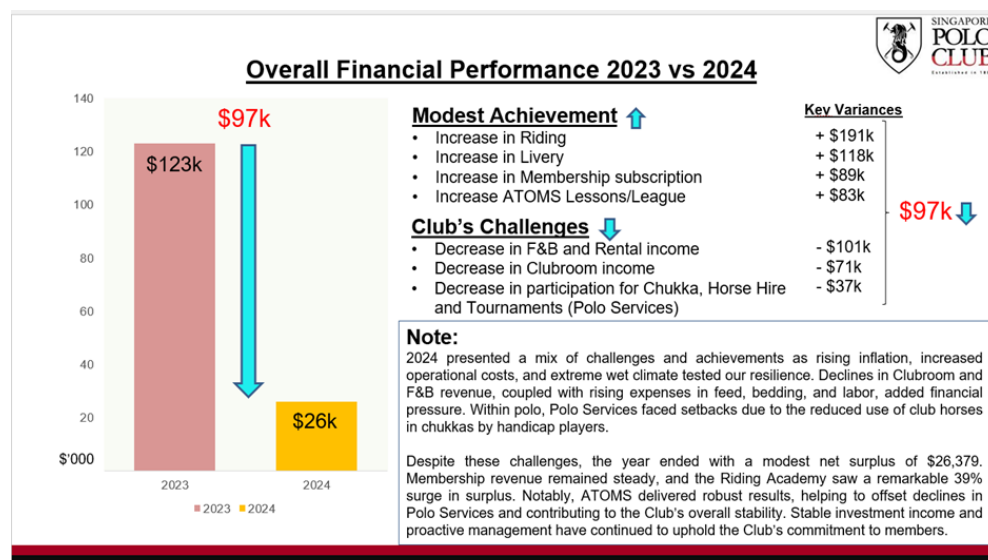 SINGAPORE
POLO
CLUB
Overall Financial Performance 2023 vs 2024
140
120
100
80
60
40
20
$'000
$97k
$123k
$26k
2023
2024
2023 2024
Modest Achievement
Key Variances
• Increase in Riding + $191k
• Increase in Livery + $118k
• Increase in Membership subscription + $89k
• Increase ATOMS Lessons/League + $83k
$97k
Club's Challenges
• Decrease in F&B and Rental income - $101k
• Decrease in Clubroom income - $71k
• Decrease in participation for Chukka, Horse Hire - $37k
and Tournaments (Polo Services)
Note:
2024 presented a mix of challenges and achievements as rising inflation, increased
operational costs, and extreme wet climate tested our resilience. Declines in Clubroom and
F&B revenue, coupled with rising expenses in feed, bedding, and labor, added financial
pressure. Within polo, Polo Services faced setbacks due to the reduced use of club horses
in chukkas by handicap players.
Despite these challenges, the year ended with a modest net surplus of $26,379.
Membership revenue remained steady, and the Riding Academy saw a remarkable 39%
surge in surplus. Notably, ATOMS delivered robust results, helping to offset declines in
Polo Services and contributing to the Club's overall stability. Stable investment income and
proactive management have continued to uphold the Club's commitment to members.